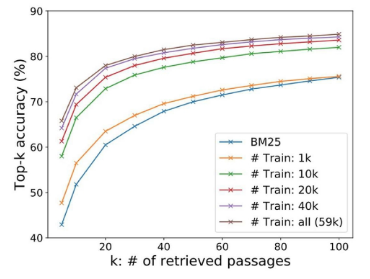 90
80
70
60
50
40
Top-k accuracy (%)
BM25
# Train: 1k
# Train: 10k
# Train: 20k
# Train: 40k
# Train: all (59k)
20 40 60 80 100
k: # of retrieved passages